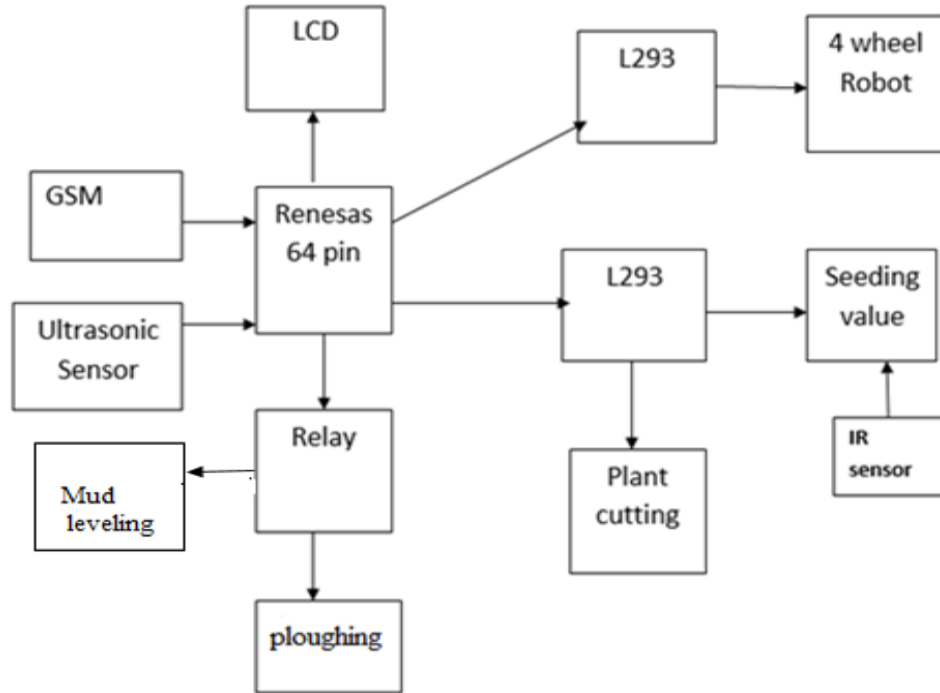 LCD
L293
4 wheel
Robot
GSM
Renesas
64 pin
L293
Seeding
value
Ultrasonic
Sensor
Relay
IR
sensor
Mud
leveling
Plant
cutting
ploughing